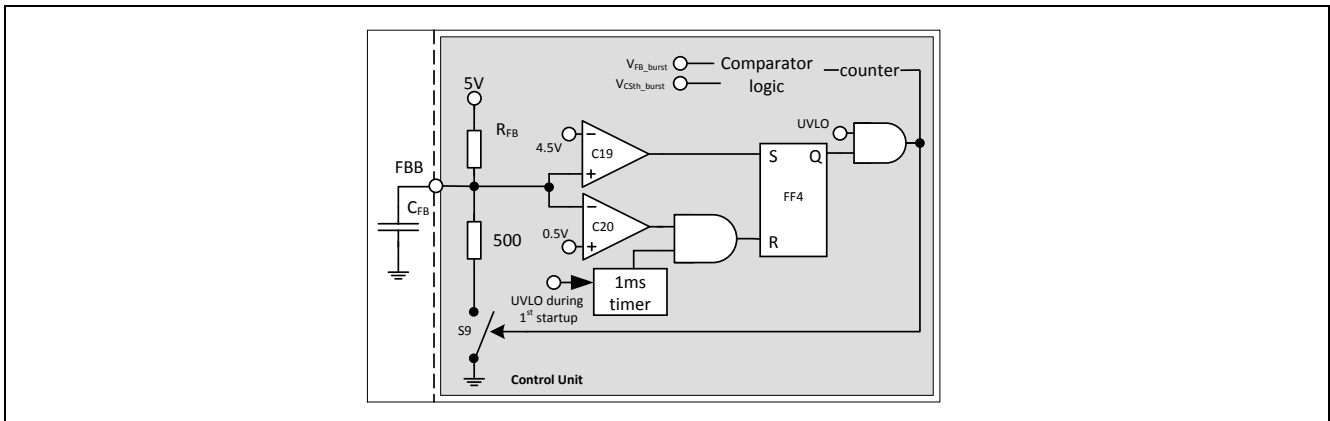 V_FB_burst
Comparator logic
counter
V_CSth_burst
5V
R_FB
UVLO
4.5V
−
C19
+
S
Q
FBB
FF4
C_FB
−
500
C20
0.5V
+
R
1ms timer
UVLO during
1st startup
S9
Control Unit